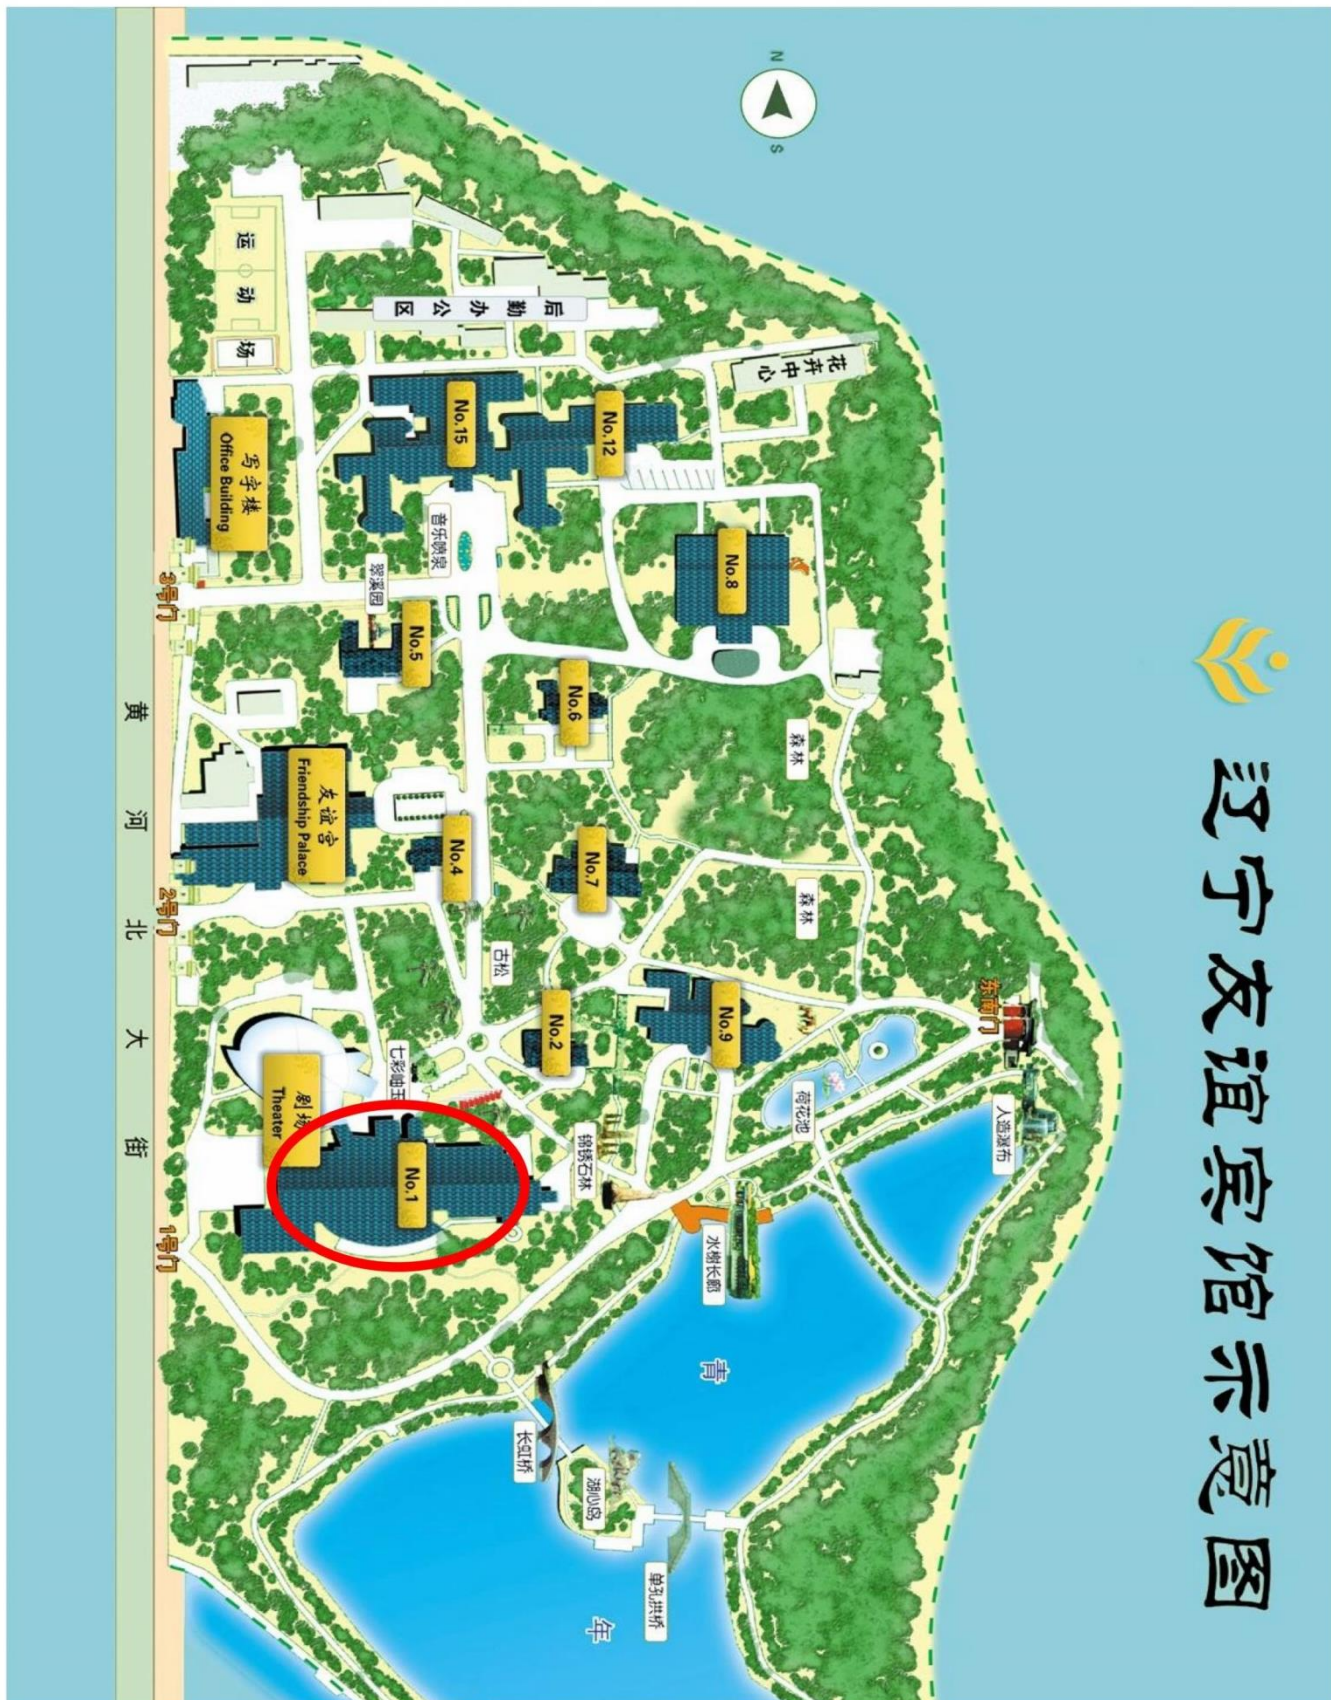 辽宁友谊宾馆示意图
N
S
运动场
后勤办公区
花卉中心
No.15
No.12
写字楼
Office Building
音乐喷泉
翠溪园
No.8
3号门
No.5
No.6
森林
友谊宫
Friendship Palace
No.4
No.7
森林
2号门
古松
东南门
No.2
No.9
七彩岫玉
剧场
Theater
荷花池
人造瀑布
锦绣石林
No.1
1号门
水榭长廊
黄河北大街
青年
长虹桥
湖心岛
单孔拱桥